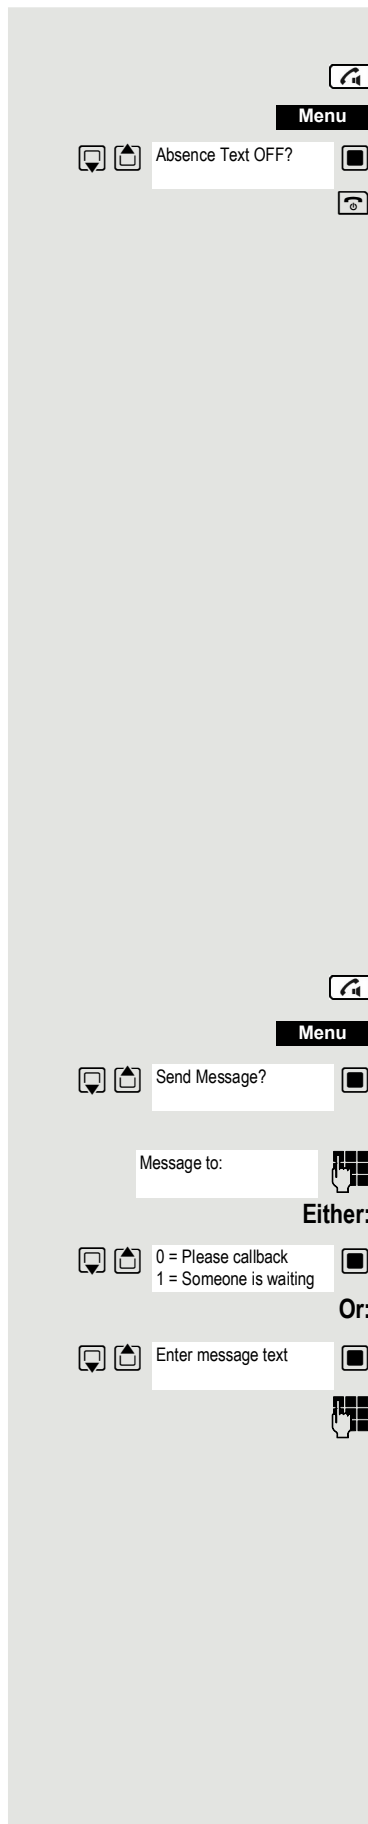 Menu
Absence Text OFF?
Menu
Send Message?
Message to:
Either:
0 = Please callback
1 = Someone is waiting
Or:
Enter message text